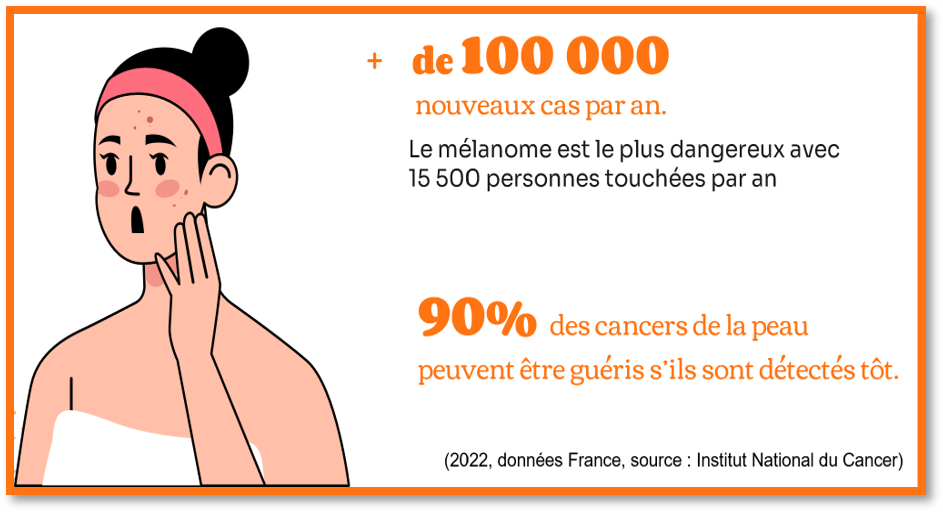 + de 100 000
nouveaux cas par an.
Le mélanome est le plus dangereux avec
15 500 personnes touchées par an
90% des cancers de la peau
peuvent être guéris s'ils sont détectés tôt.
(2022, données France, source : Institut National du Cancer)